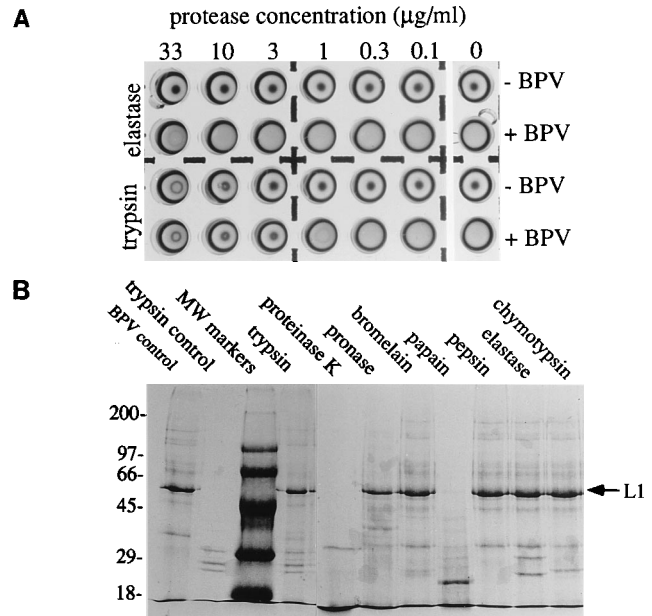 A
protease concentration (μg/ml)
33 10 3 1 0.3 0.1 0
elastase
- BPV
+ BPV
trypsin
- BPV
+ BPV
B
BPV control
trypsin control
MW markers
trypsin
proteinase K
pronase
bromelain
papain
pepsin
elastase
chymotypsin
200-
97-
66-
45-
29-
18-
L1